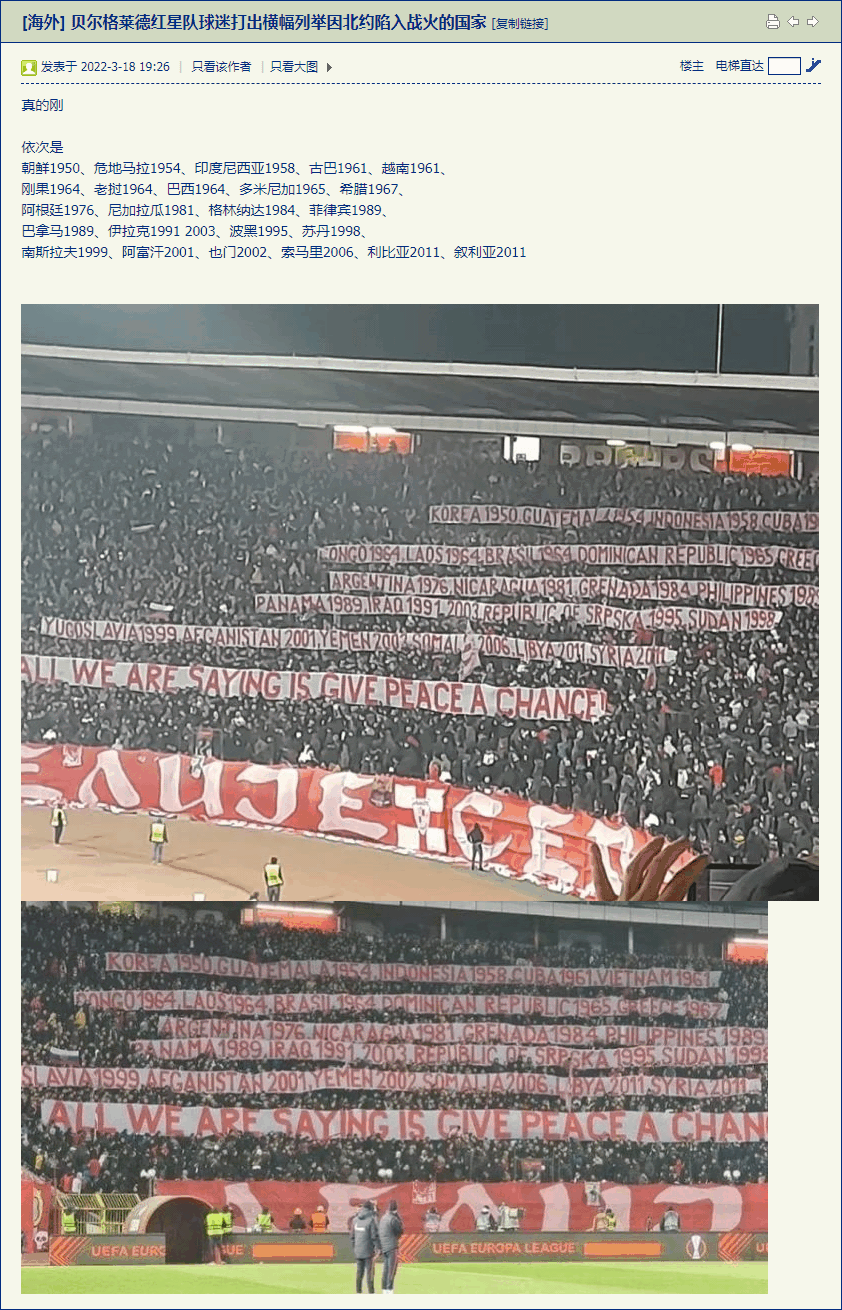 [海外] 贝尔格莱德红星队球迷打出横幅列举因北约陷入战火的国家 [复制链接]
发表于 2022-3-18 19:26 | 只看该作者 | 只看大图
楼主 电梯直达
真的刚
依次是
朝鲜1950、危地马拉1954、印度尼西亚1958、古巴1961、越南1961、
刚果1964、老挝1964、巴西1964、多米尼加1965、希腊1967、
阿根廷1976、尼加拉瓜1981、格林纳达1984、菲律宾1989、
巴拿马1989、伊拉克1991 2003、波黑1995、苏丹1998、
南斯拉夫1999、阿富汗2001、也门2002、索马里2006、利比亚2011、叙利亚2011
KOREA 1950,GUATEMALA 1954,INDONESIA 1958,CUBA 19
ONGO 1964,LAOS 1964,BRASIL 1964,DOMINICAN REPUBLIC 1965,GREEC
ARGENTINA 1976,NICARAGUA 1981,GRENADA 1984,PHILIPPINES 1989
PANAMA 1989,IRAQ 1991,2003,REPUBLIC OF SRPSKA 1995,SUDAN 1998
YUGOSLAVIA 1999,AFGANISTAN 2001,YEMEN 2002,SOMALIA 2006,LIBYA 2011,SYRIA 2011
ALL WE ARE SAYING IS GIVE PEACE A CHANCE!
ЕЛИЈЕ СЕВ
KOREA 1950,GUATEMALA 1954,INDONESIA 1958,CUBA 1961,VIETNAM 1961
CONGO 1964,LAOS 1964,BRASIL 1964,DOMINICAN REPUBLIC 1965,GREECE 1967
ARGENTINA 1976,NICARAGUA 1981,GRENADA 1984,PHILIPPINES 1989
PANAMA 1989,IRAQ 1991,2003,REPUBLIC OF SRPSKA 1995,SUDAN 1998
SLAVIA 1999,AFGANISTAN 2001,YEMEN 2002,SOMALIA 2006,LIBYA 2011,SYRIA 2011
ALL WE ARE SAYING IS GIVE PEACE A CHAN
UEFA EURO
GUE
UEFA EUROPA LEAGUE